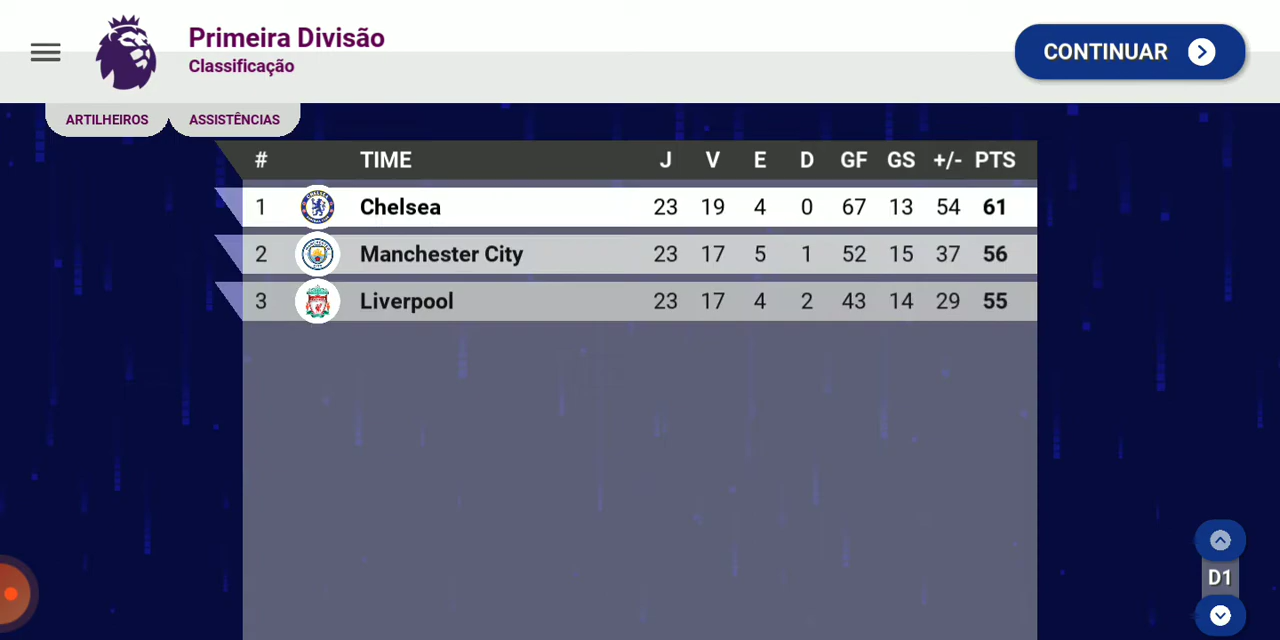 Primeira Divisão
Classificação
CONTINUAR
ARTILHEIROS ASSISTÊNCIAS
# TIME J V E D GF GS +/- PTS
1 Chelsea 23 19 4 0 67 13 54 61
2 Manchester City 23 17 5 1 52 15 37 56
3 Liverpool 23 17 4 2 43 14 29 55
D1